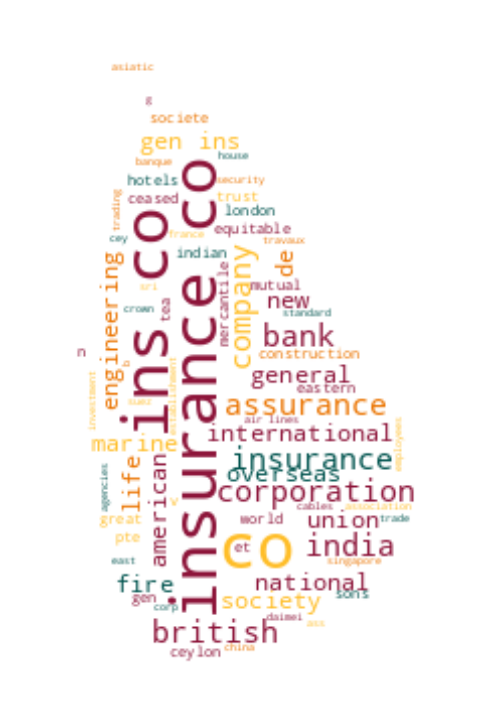 asiatic
g
societe
gen ins
banque
house
hotels
security
ceased
trust
trading
london
equitable
cey
france
travaux
indian
de
insurance co
ins co
company
mercantile
engineering
sri
mutual
new
crown
tea
standard
bank
n
construction
b
general
eastern
investment
establishment
suez
assurance
air lines
international
employees
marine
insurance
overseas
life
american
agencies
corporation
v
cables
association
great
world
union
trade
pte
co
et
india
east
singapore
fire
national
gen
sons
corp
society
daimei
ass
british
ceylon
china